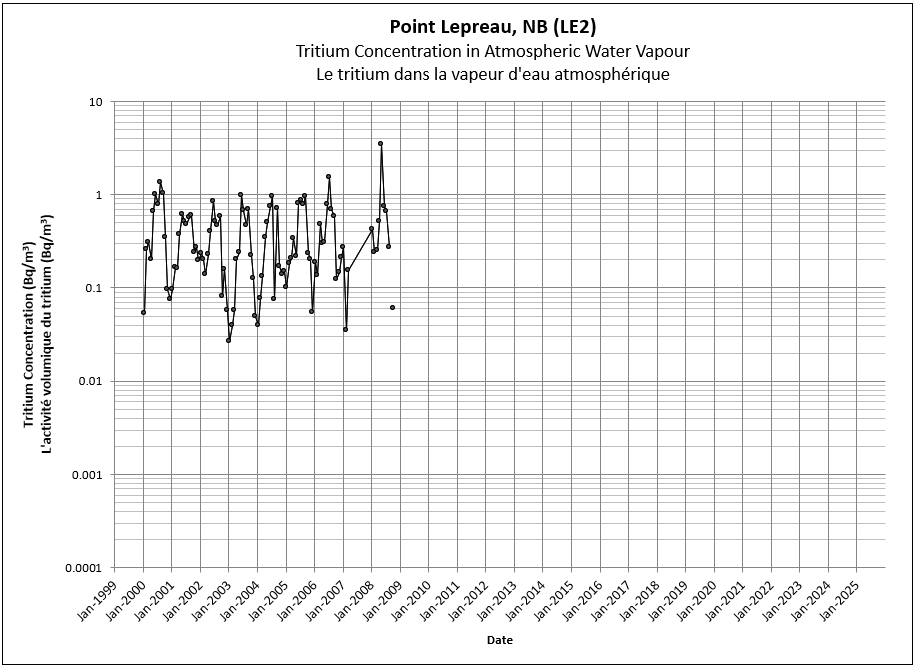 Point Lepreau, NB (LE2)
Tritium Concentration in Atmospheric Water Vapour
Le tritium dans la vapeur d'eau atmosphérique
Tritium Concentration (Bq/m³)
L'activité volumique du tritium (Bq/m³)
10
1
0.1
0.01
0.001
0.0001
Jan-1999
Jan-2000
Jan-2001
Jan-2002
Jan-2003
Jan-2004
Jan-2005
Jan-2006
Jan-2007
Jan-2008
Jan-2009
Jan-2010
Jan-2011
Jan-2012
Jan-2013
Jan-2014
Jan-2015
Jan-2016
Jan-2017
Jan-2018
Jan-2019
Jan-2020
Jan-2021
Jan-2022
Jan-2023
Jan-2024
Jan-2025
Date